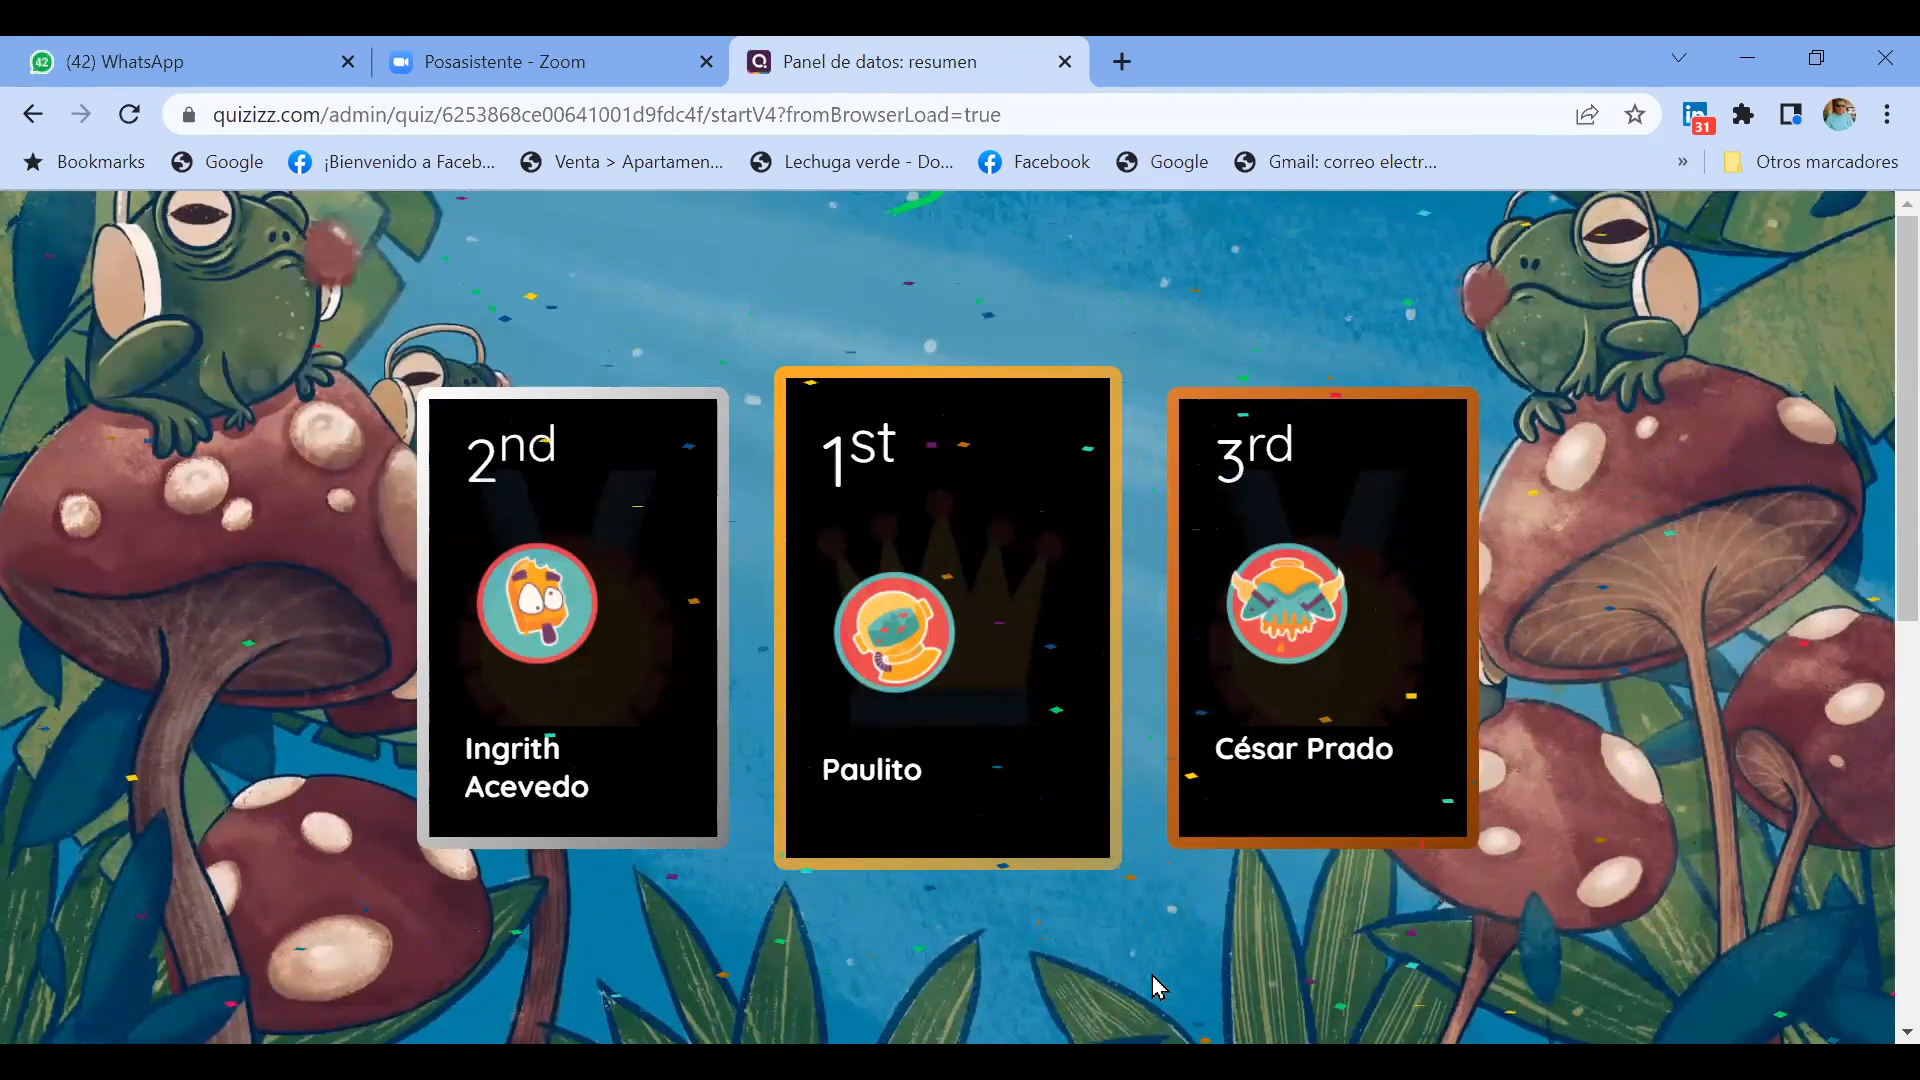 42
(42) WhatsApp
Posasistente - Zoom
Panel de datos: resumen
quizizz.com/admin/quiz/6253868ce00641001d9fdc4f/startV4?fromBrowserLoad=true
in
31
Bookmarks
Google
¡Bienvenido a Faceb...
Venta > Apartamen...
Lechuga verde - Do...
Facebook
Google
Gmail: correo electr...
»
Otros marcadores
2nd
Ingrith
Acevedo
1st
Paulito
3rd
César Prado